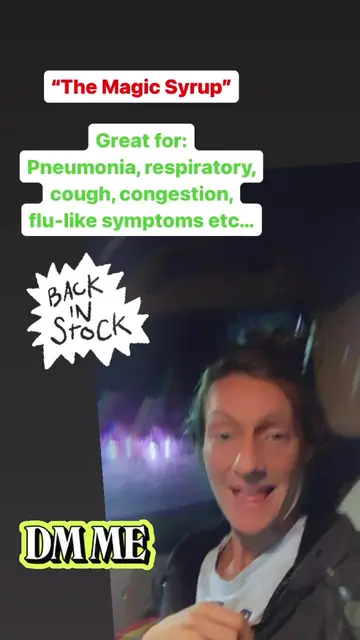 “The Magic Syrup”
Great for:
Pneumonia, respiratory,
cough, congestion,
flu-like symptoms etc...
BACK
IN
STOCK
DM ME